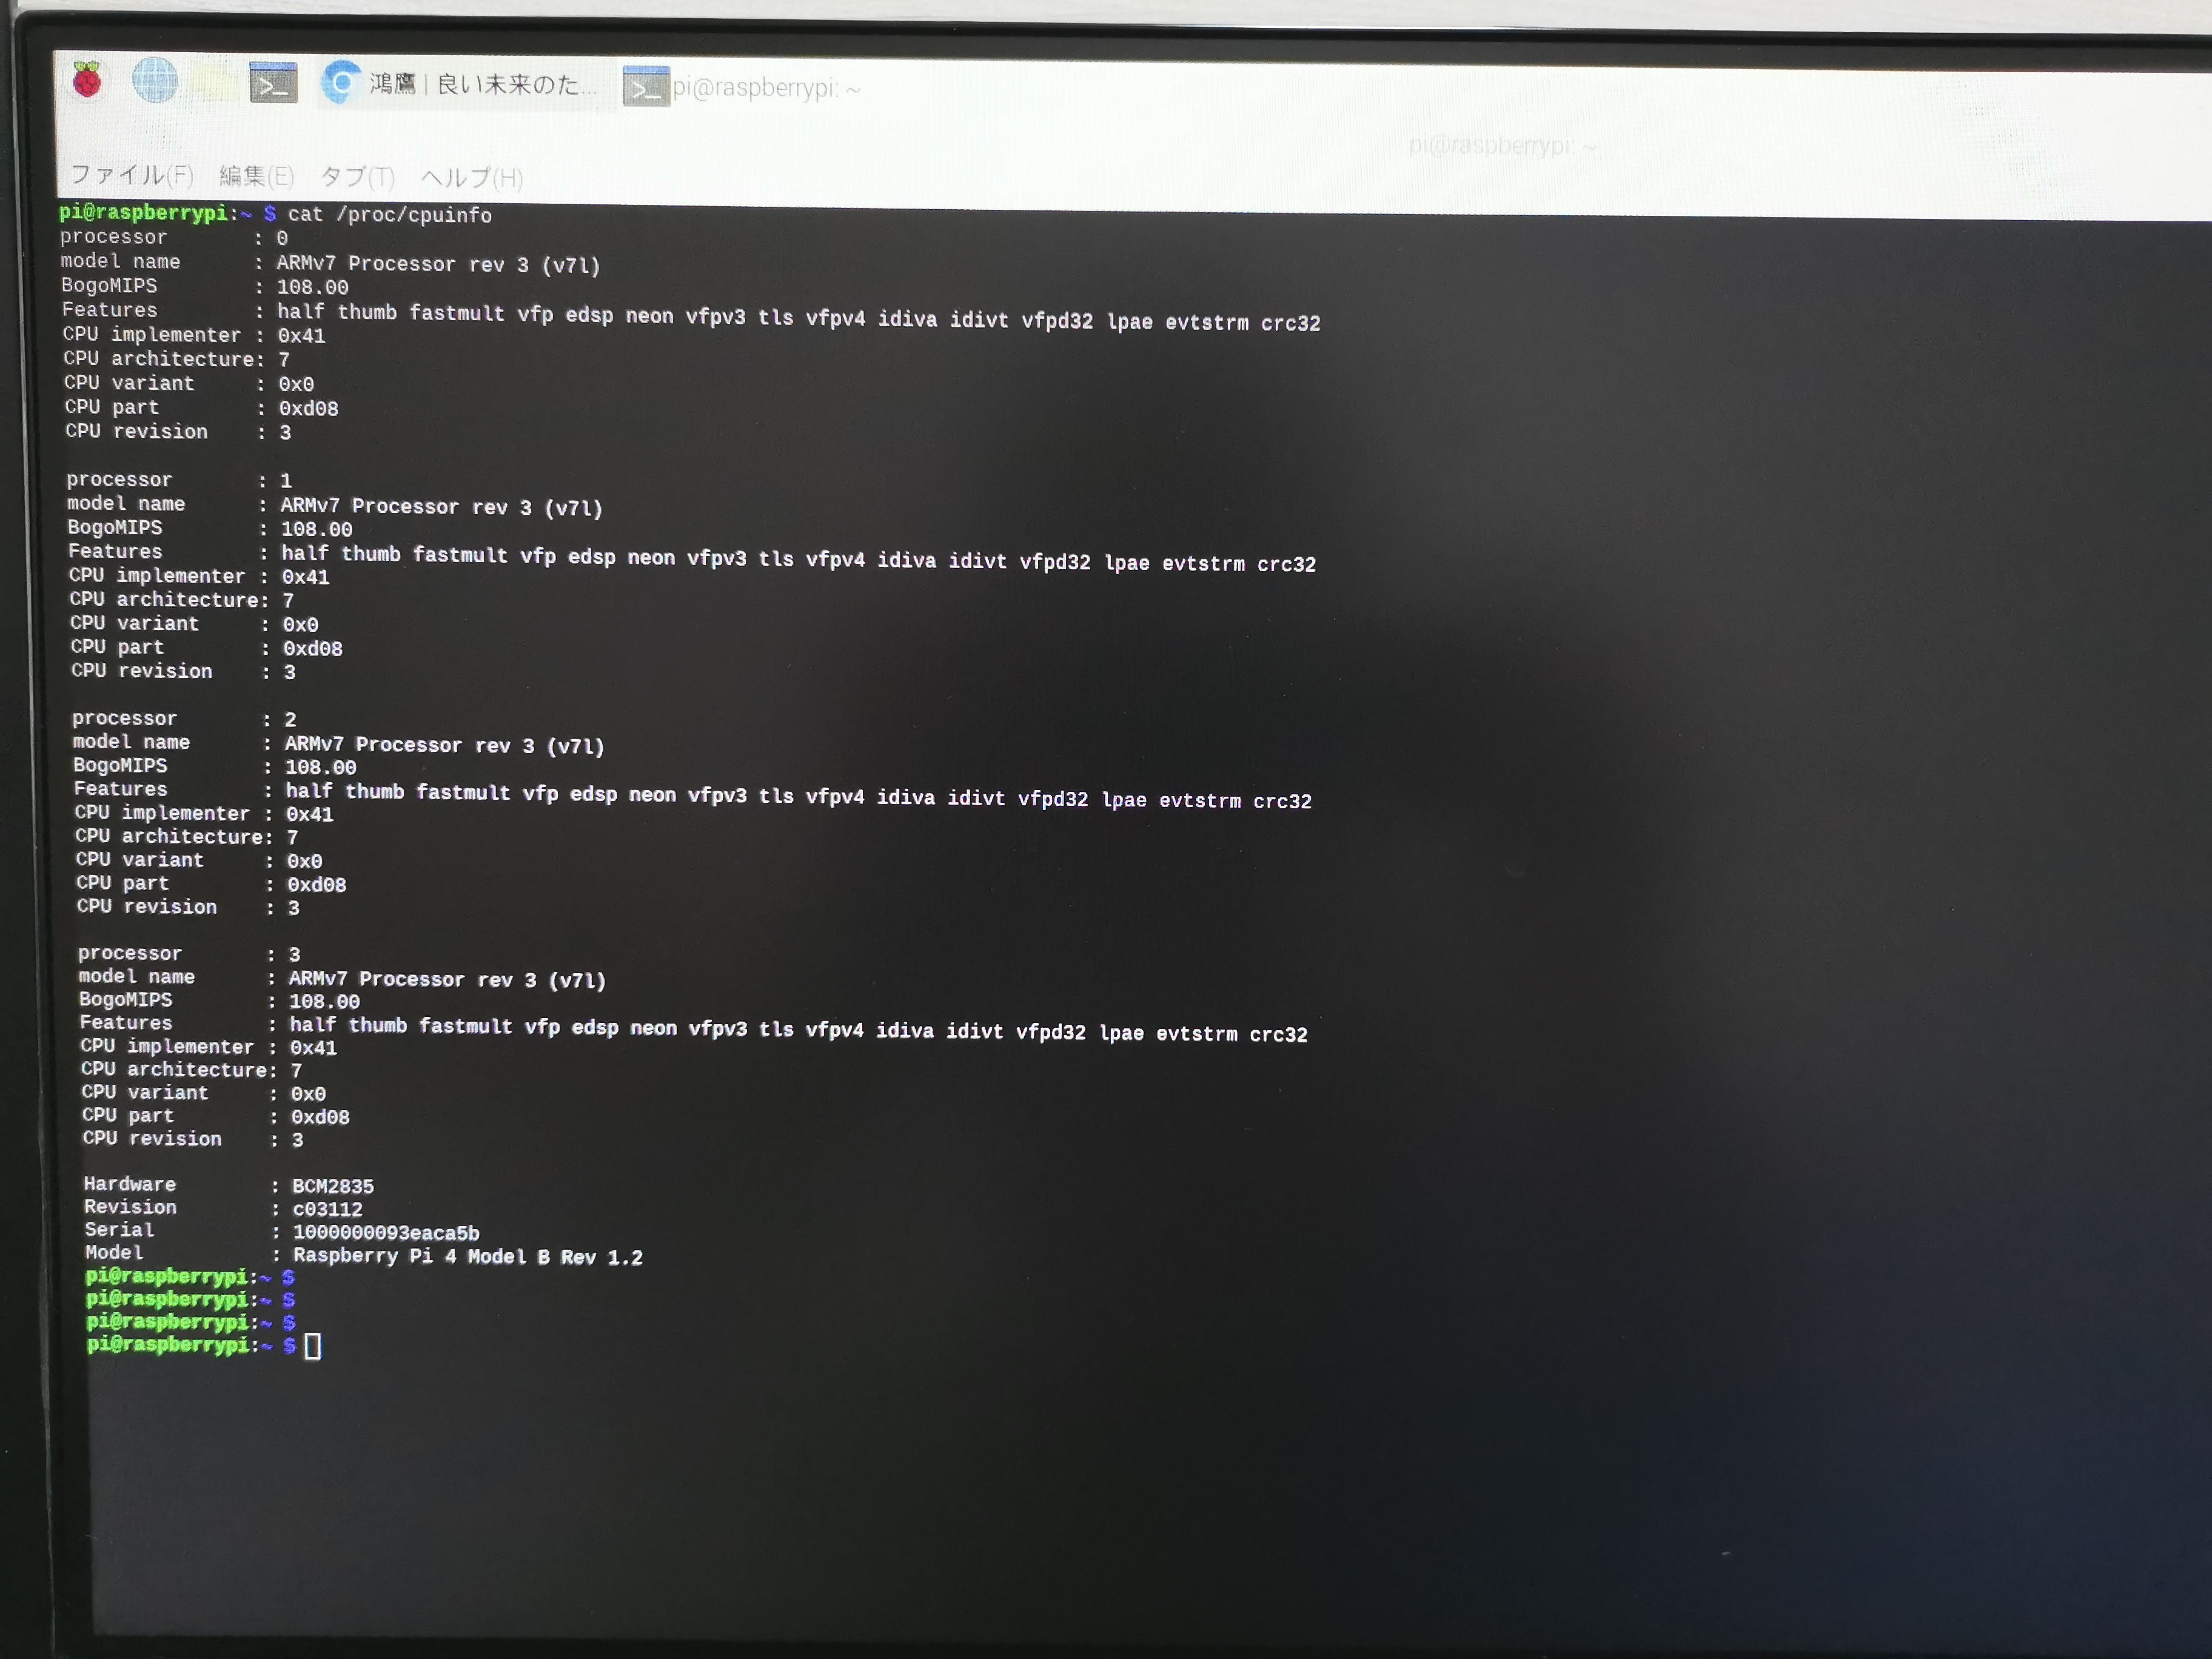 鴻鷹 | 良い未来のた... pi@raspberrypi: ~
pi@raspberrypi: ~
ファイル(F) 編集(E) タブ(T) ヘルプ(H)
pi@raspberrypi:~ $ cat /proc/cpuinfo
processor : 0
model name : ARMv7 Processor rev 3 (v7l)
BogoMIPS : 108.00
Features : half thumb fastmult vfp edsp neon vfpv3 tls vfpv4 idiva idivt vfpd32 lpae evtstrm crc32
CPU implementer : 0x41
CPU architecture: 7
CPU variant : 0x0
CPU part : 0xd08
CPU revision : 3
processor : 1
model name : ARMv7 Processor rev 3 (v7l)
BogoMIPS : 108.00
Features : half thumb fastmult vfp edsp neon vfpv3 tls vfpv4 idiva idivt vfpd32 lpae evtstrm crc32
CPU implementer : 0x41
CPU architecture: 7
CPU variant : 0x0
CPU part : 0xd08
CPU revision : 3
processor : 2
model name : ARMv7 Processor rev 3 (v7l)
BogoMIPS : 108.00
Features : half thumb fastmult vfp edsp neon vfpv3 tls vfpv4 idiva idivt vfpd32 lpae evtstrm crc32
CPU implementer : 0x41
CPU architecture: 7
CPU variant : 0x0
CPU part : 0xd08
CPU revision : 3
processor : 3
model name : ARMv7 Processor rev 3 (v7l)
BogoMIPS : 108.00
Features : half thumb fastmult vfp edsp neon vfpv3 tls vfpv4 idiva idivt vfpd32 lpae evtstrm crc32
CPU implementer : 0x41
CPU architecture: 7
CPU variant : 0x0
CPU part : 0xd08
CPU revision : 3
Hardware : BCM2835
Revision : c03112
Serial : 1000000093eaca5b
Model : Raspberry Pi 4 Model B Rev 1.2
pi@raspberrypi:~ $
pi@raspberrypi:~ $
pi@raspberrypi:~ $
pi@raspberrypi:~ $